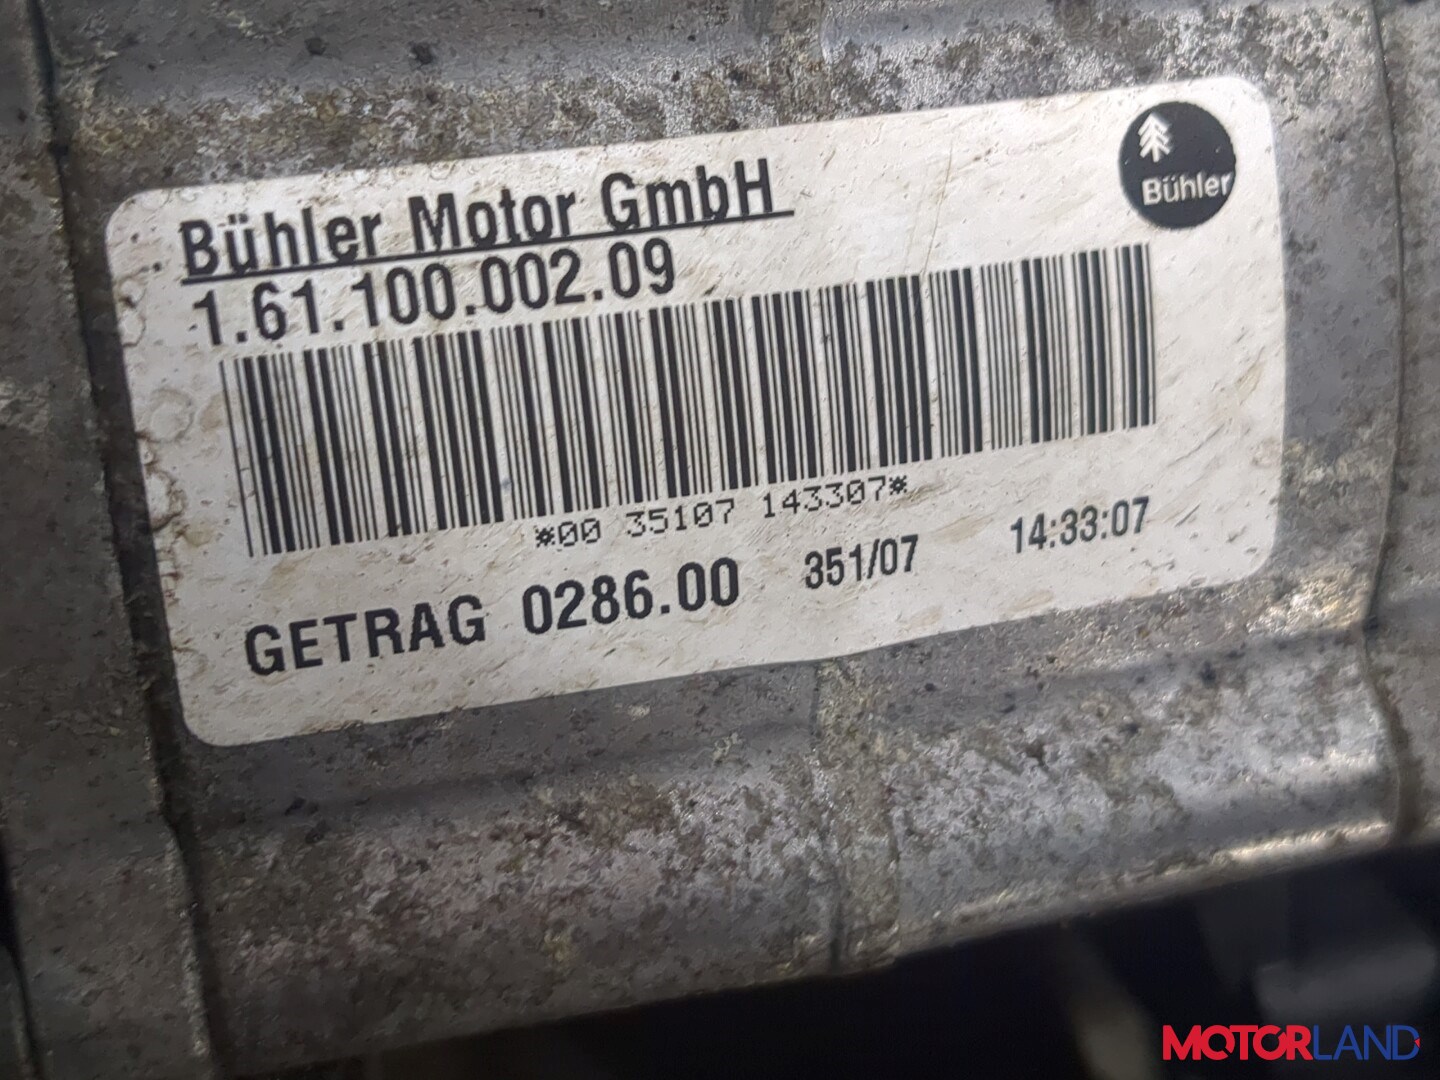 Bühler
Bühler Motor GmbH
1.61.100.002.09
*00 35107 143307*
GETRAG 0286.00 351/07 14:33:07
MOTORLAND